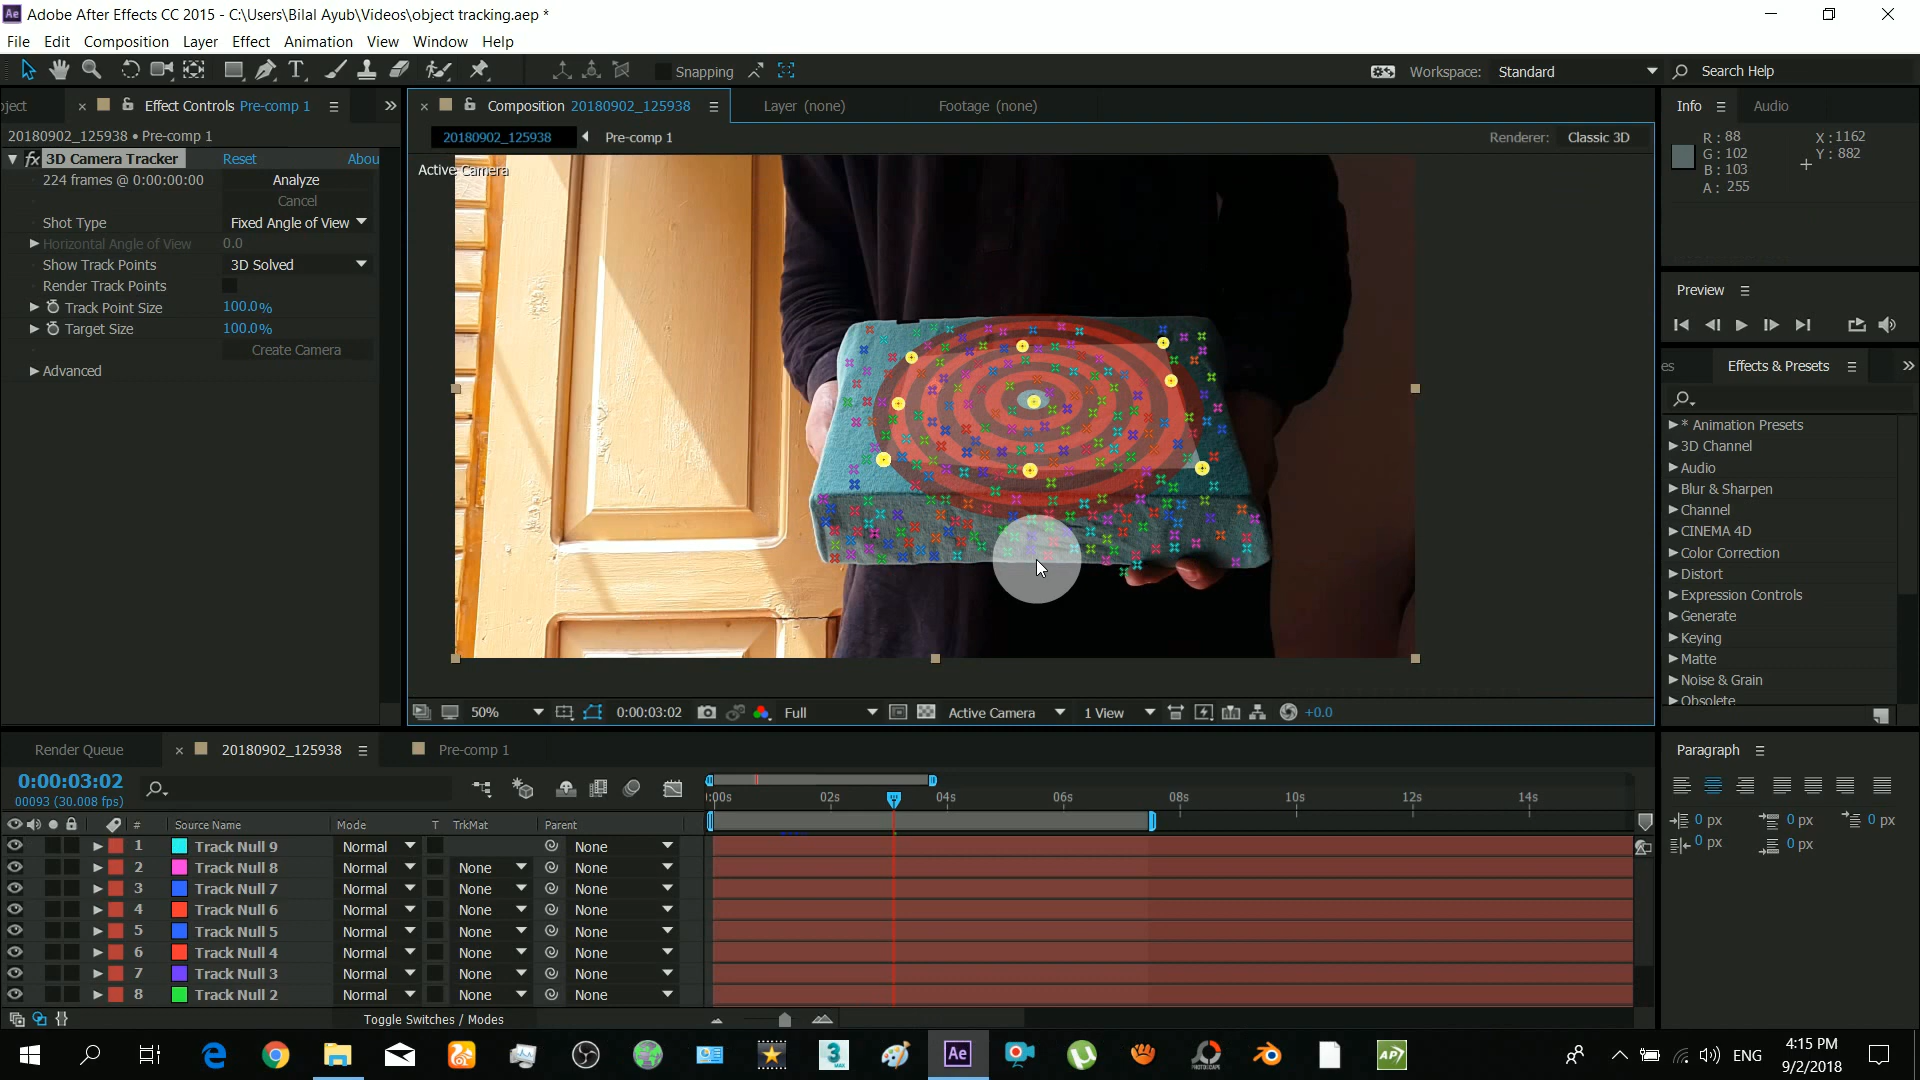 Adobe After Effects CC 2015 - C:\Users\Bilal Ayub\Videos\object tracking.aep *
File Edit Composition Layer Effect Animation View Window Help
Snapping
Workspace: Standard
Search Help
ject
Effect Controls Pre-comp 1
20180902_125938 • Pre-comp 1
fx 3D Camera Tracker Reset Abou
224 frames @ 0:00:00:00 Analyze
Cancel
Shot Type Fixed Angle of View
Horizontal Angle of View 0.0
Show Track Points 3D Solved
Render Track Points
Track Point Size 100.0%
Target Size 100.0%
Create Camera
Advanced
Composition 20180902_125938 Layer (none) Footage (none)
20180902_125938 Pre-comp 1
Renderer: Classic 3D
Active Camera
50% 0:00:03:02 Full Active Camera 1 View +0.0
Info Audio
R: 88 X: 1162
G: 102 Y: 882
B: 103
A: 255
Preview
es Effects & Presets
* Animation Presets
3D Channel
Audio
Blur & Sharpen
Channel
CINEMA 4D
Color Correction
Distort
Expression Controls
Generate
Keying
Matte
Noise & Grain
Obsolete
Paragraph
0 px 0 px 0 px
0 px 0 px
Render Queue 20180902_125938 Pre-comp 1
0:00:03:02
00093 (30.008 fps)
:00s 02s 04s 06s 08s 10s 12s 14s
# Source Name Mode T TrkMat Parent
1 Track Null 9 Normal None
2 Track Null 8 Normal None None
3 Track Null 7 Normal None None
4 Track Null 6 Normal None None
5 Track Null 5 Normal None None
6 Track Null 4 Normal None None
7 Track Null 3 Normal None None
8 Track Null 2 Normal None None
Toggle Switches / Modes
3
Ae
AP7
ENG
4:15 PM
9/2/2018